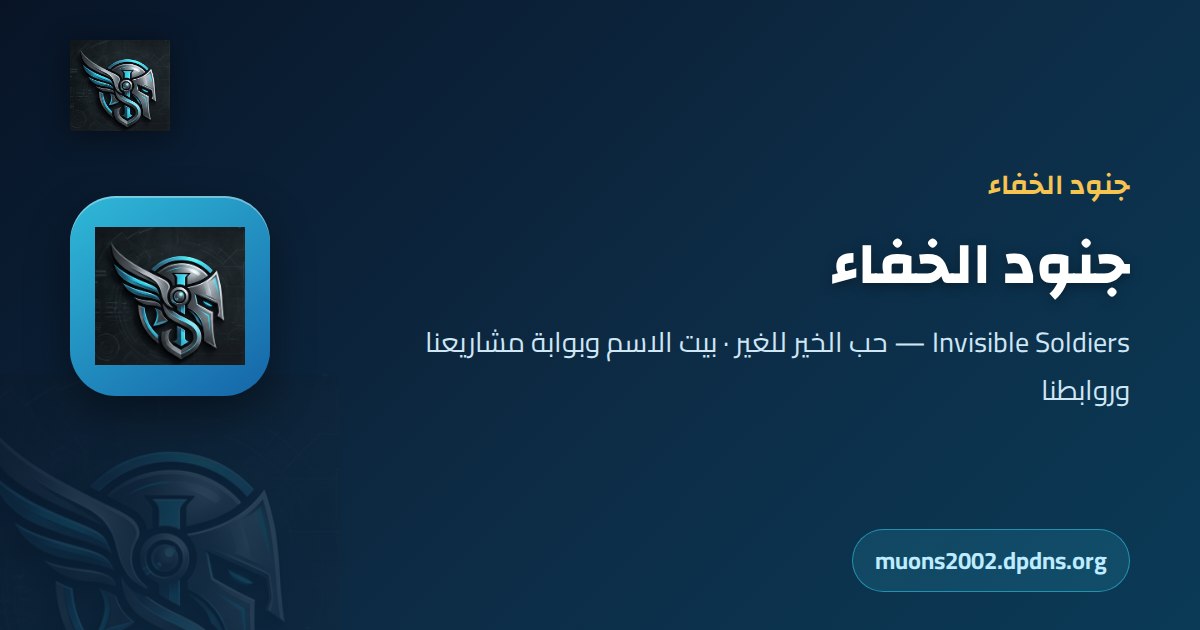 جنود الخفاء
جنود الخفاء
Invisible Soldiers — حب الخير للغير · بيت الاسم وبوابة مشاريعنا
وروابطنا
muons2002.dpdns.org